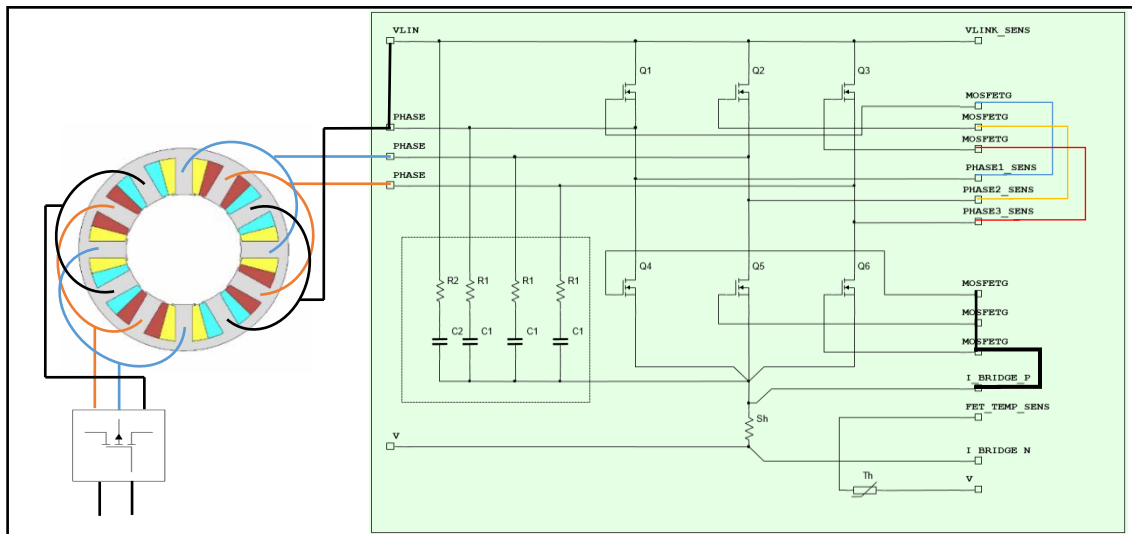 VLIN
VLINK_SENS
Q1
Q2
Q3
MOSFETG
PHASE
MOSFETG
MOSFETG
PHASE
PHASE1_SENS
PHASE
PHASE2_SENS
PHASE3_SENS
Q4
Q5
Q6
R2
R1
R1
R1
MOSFETG
MOSFETG
C2
C1
C1
C1
MOSFETG
I_BRIDGE_P
FET_TEMP_SENS
Sh
V
I BRIDGE N
Th
V